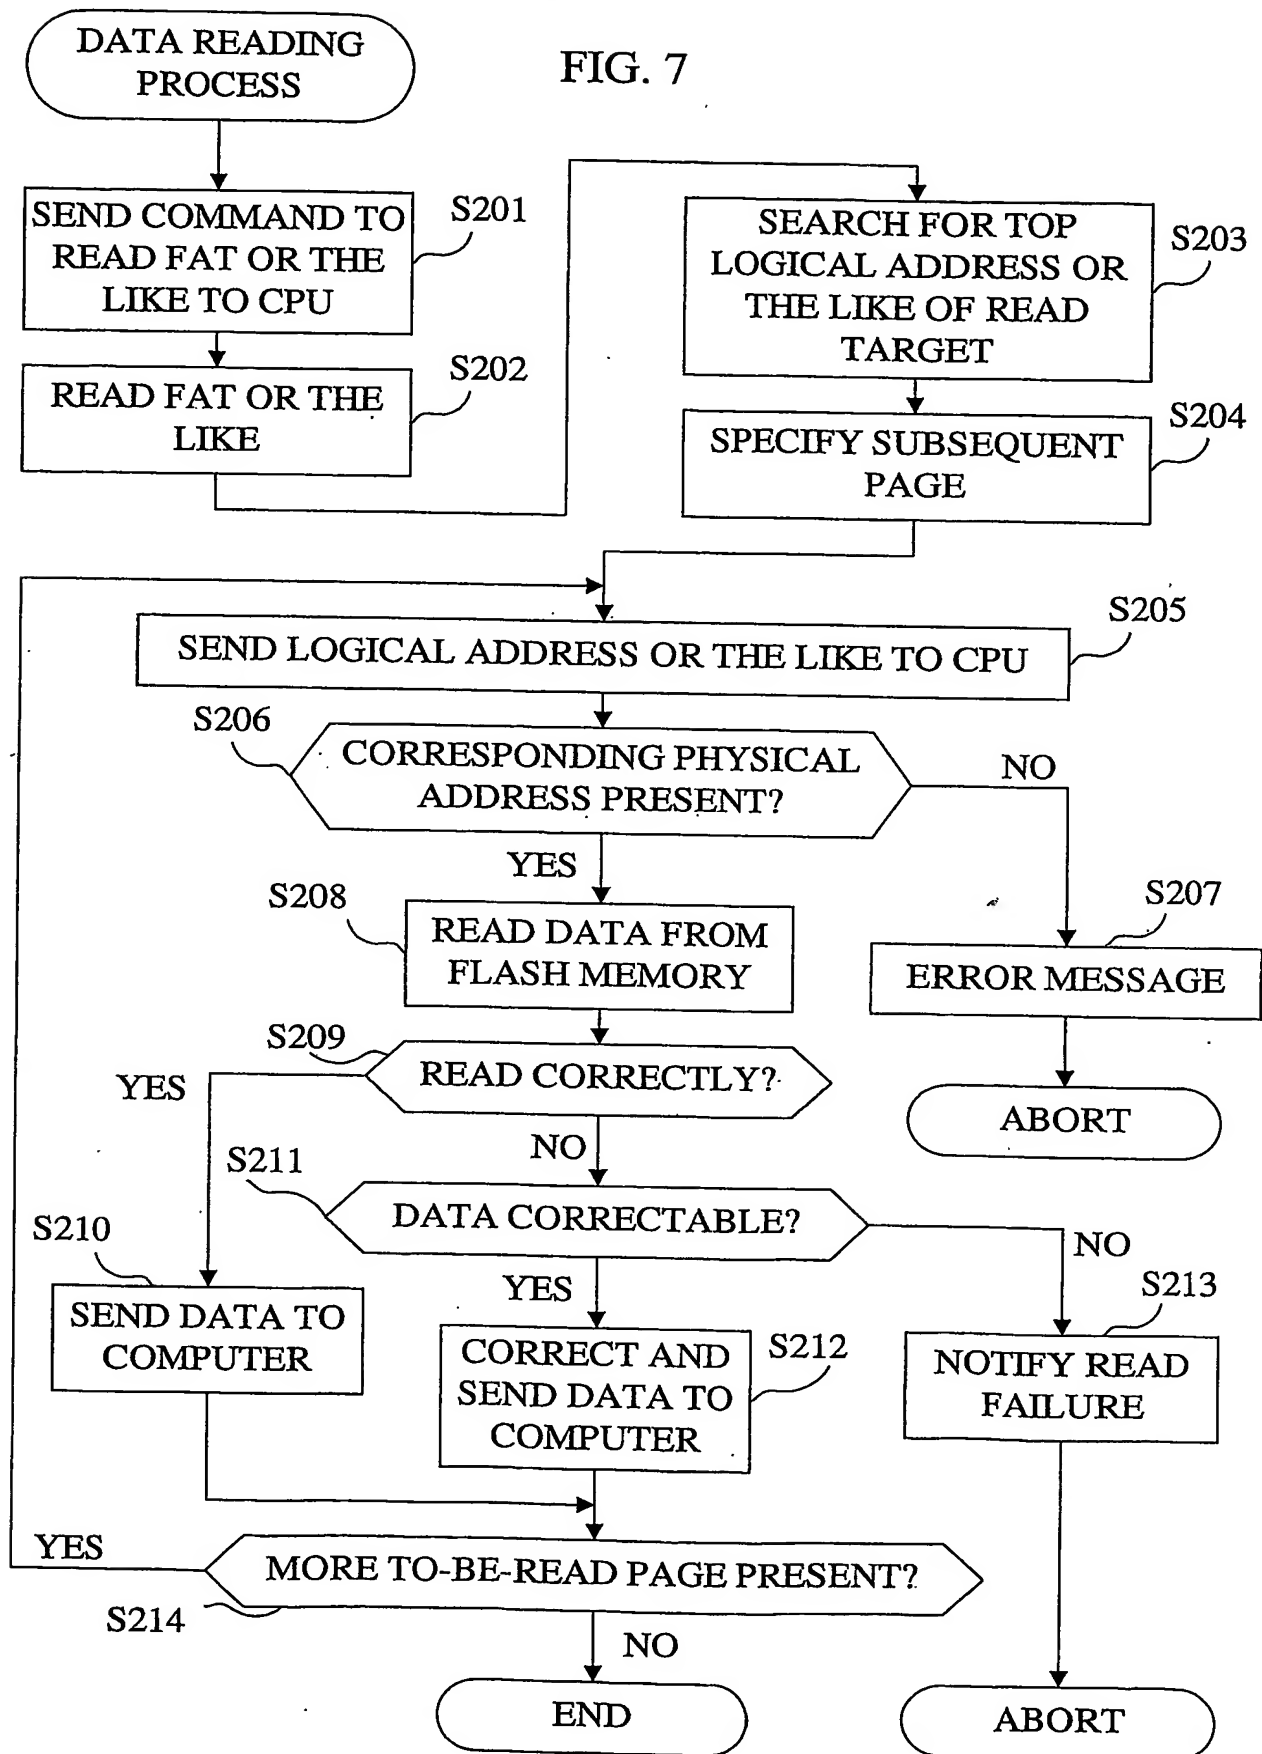 DATA READING
PROCESS
FIG. 7
SEND COMMAND TO
READ FAT OR THE
LIKE TO CPU
S201
READ FAT OR THE
LIKE
S202
SEARCH FOR TOP
LOGICAL ADDRESS OR
THE LIKE OF READ
TARGET
S203
SPECIFY SUBSEQUENT
PAGE
S204
SEND LOGICAL ADDRESS OR THE LIKE TO CPU
S205
S206
CORRESPONDING PHYSICAL
ADDRESS PRESENT?
NO
YES
S207
ERROR MESSAGE
ABORT
S208
READ DATA FROM
FLASH MEMORY
S209
READ CORRECTLY?
YES
NO
S211
DATA CORRECTABLE?
NO
YES
S210
SEND DATA TO
COMPUTER
CORRECT AND
SEND DATA TO
COMPUTER
S212
S213
NOTIFY READ
FAILURE
YES
MORE TO-BE-READ PAGE PRESENT?
S214
NO
END
ABORT